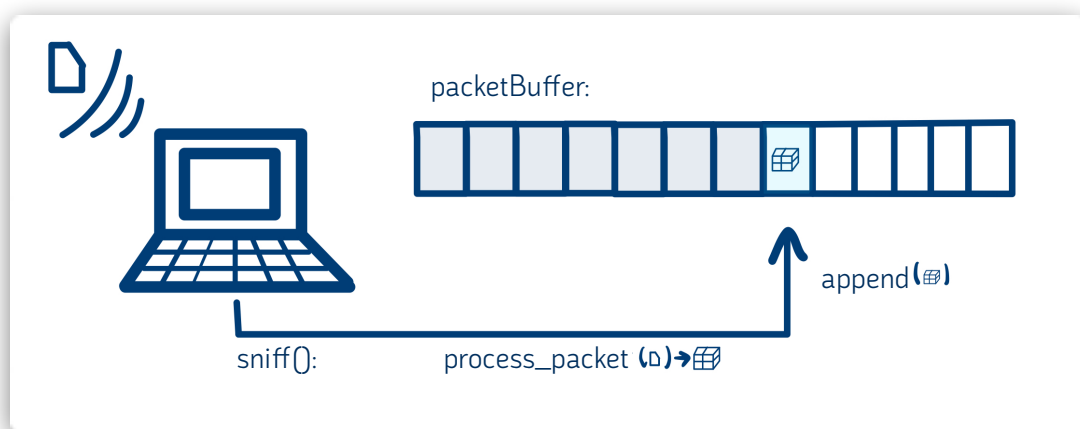 packetBuffer:
append()
sniff():
process_packet ()→